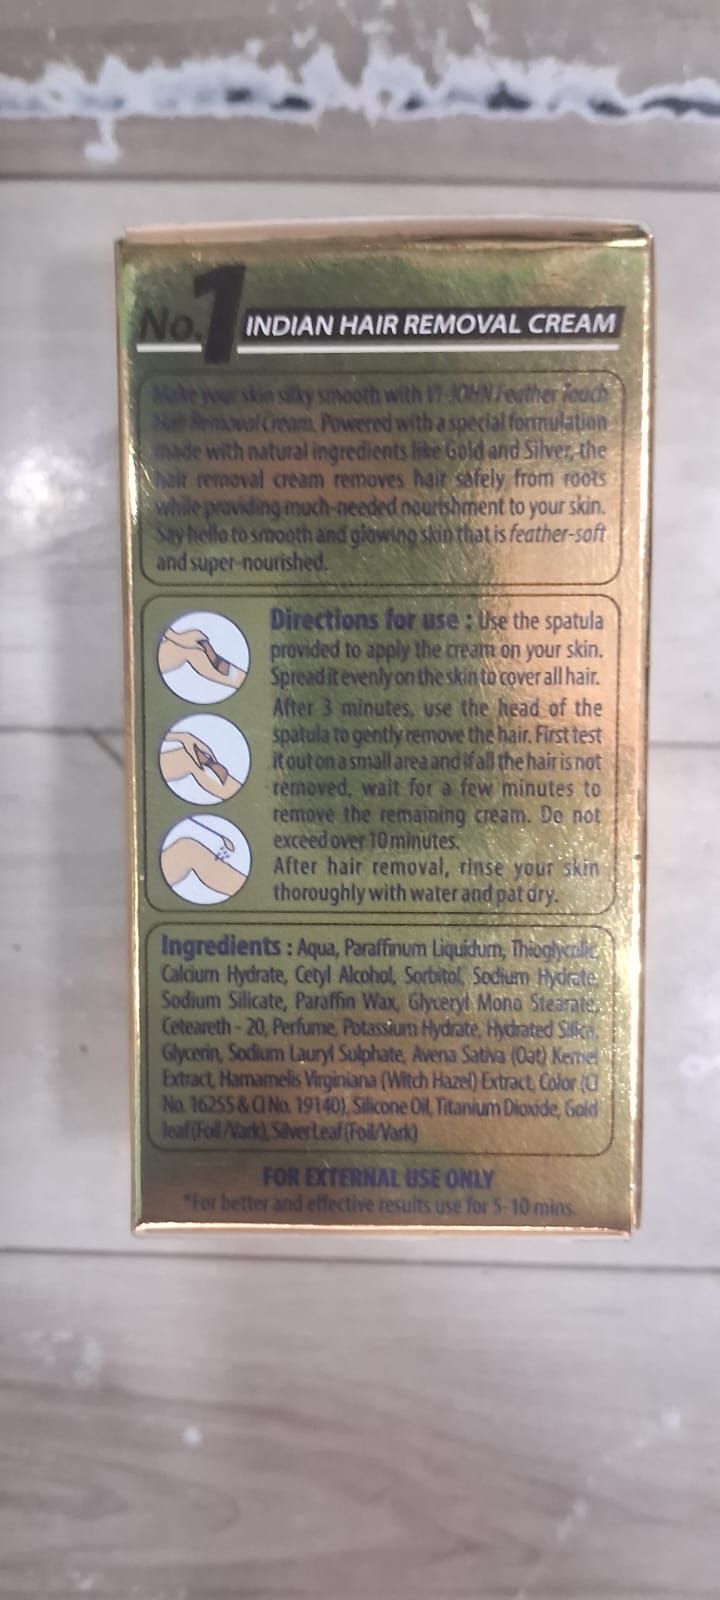 No.1 INDIAN HAIR REMOVAL CREAM
Make your skin silky smooth with VI-JOHN Feather Touch
Hair Removal Cream. Powered with a special formulation
made with natural ingredients like Gold and Silver, the
hair removal cream removes hair safely from roots
while providing much-needed nourishment to your skin.
Say hello to smooth and glowing skin that is feather-soft
and super-nourished.
Directions for use : Use the spatula
provided to apply the cream on your skin.
Spread it evenly on the skin to cover all hair.
After 3 minutes, use the head of the
spatula to gently remove the hair. First test
it out on a small area and if all the hair is not
removed, wait for a few minutes to
remove the remaining cream. Do not
exceed over 10 minutes.
After hair removal, rinse your skin
thoroughly with water and pat dry.
Ingredients : Aqua, Paraffinum Liquidum, Thioglycolic,
Calcium Hydrate, Cetyl Alcohol, Sorbitol, Sodium Hydrate,
Sodium Silicate, Paraffin Wax, Glyceryl Mono Stearate,
Ceteareth - 20, Perfume, Potassium Hydrate, Hydrated Silica,
Glycerin, Sodium Lauryl Sulphate, Avena Sativa (Oat) Kernel
Extract, Hamamelis Virginiana (Witch Hazel) Extract, Color (CI
No. 16255 & CI No. 19140), Silicone Oil, Titanium Dioxide, Gold
leaf (Foil /Vark), Silver Leaf (Foil/Vark)
FOR EXTERNAL USE ONLY
*For better and effective results use for 5-10 mins.